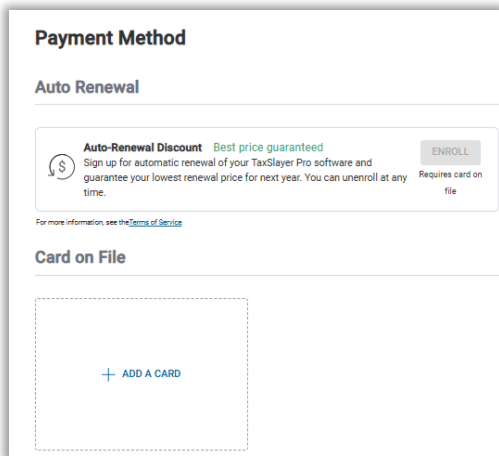 Payment Method
Auto Renewal
Auto-Renewal Discount Best price guaranteed
Sign up for automatic renewal of your TaxSlayer Pro software and
guarantee your lowest renewal price for next year. You can unenroll at any
time.
$
ENROLL
Requires card on
file
For more information, see theTerms of Service
Card on File
+ ADD A CARD